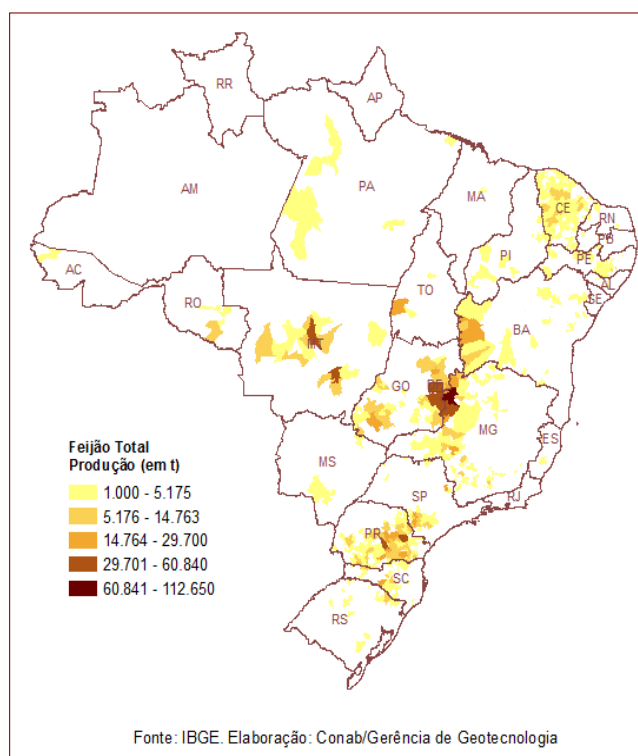 RR
AP
AM
PA
MA
CE
RN
PB
PE
AL
SE
PI
AC
RO
TO
BA
MT
GO
DF
MG
ES
MS
SP
RJ
PR
SC
RS
Feijão Total
Produção (em t)
1.000 - 5.175
5.176 - 14.763
14.764 - 29.700
29.701 - 60.840
60.841 - 112.650
Fonte: IBGE. Elaboração: Conab/Gerência de Geotecnologia